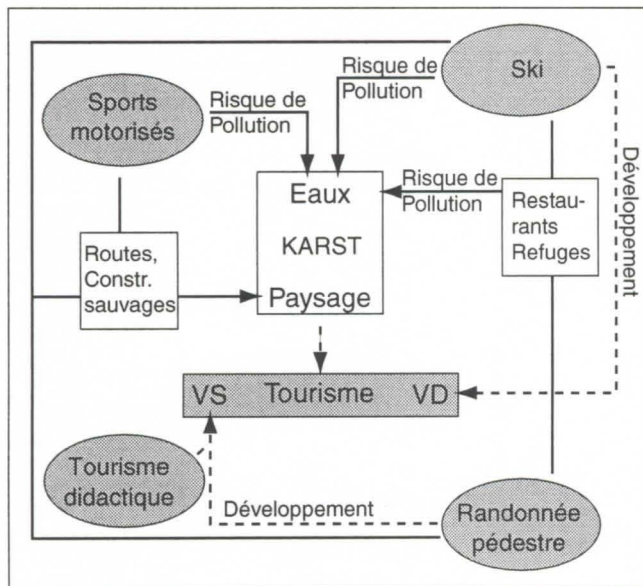 Sports
motorisés
Risque de
Pollution
Risque de
Pollution
Ski
Développement
Eaux
KARST
Paysage
Risque de
Pollution
Restau-
rants
Refuges
Routes,
Constr.
sauvages
VS Tourisme VD
Tourisme
didactique
Développement
Randonnée
pédestre